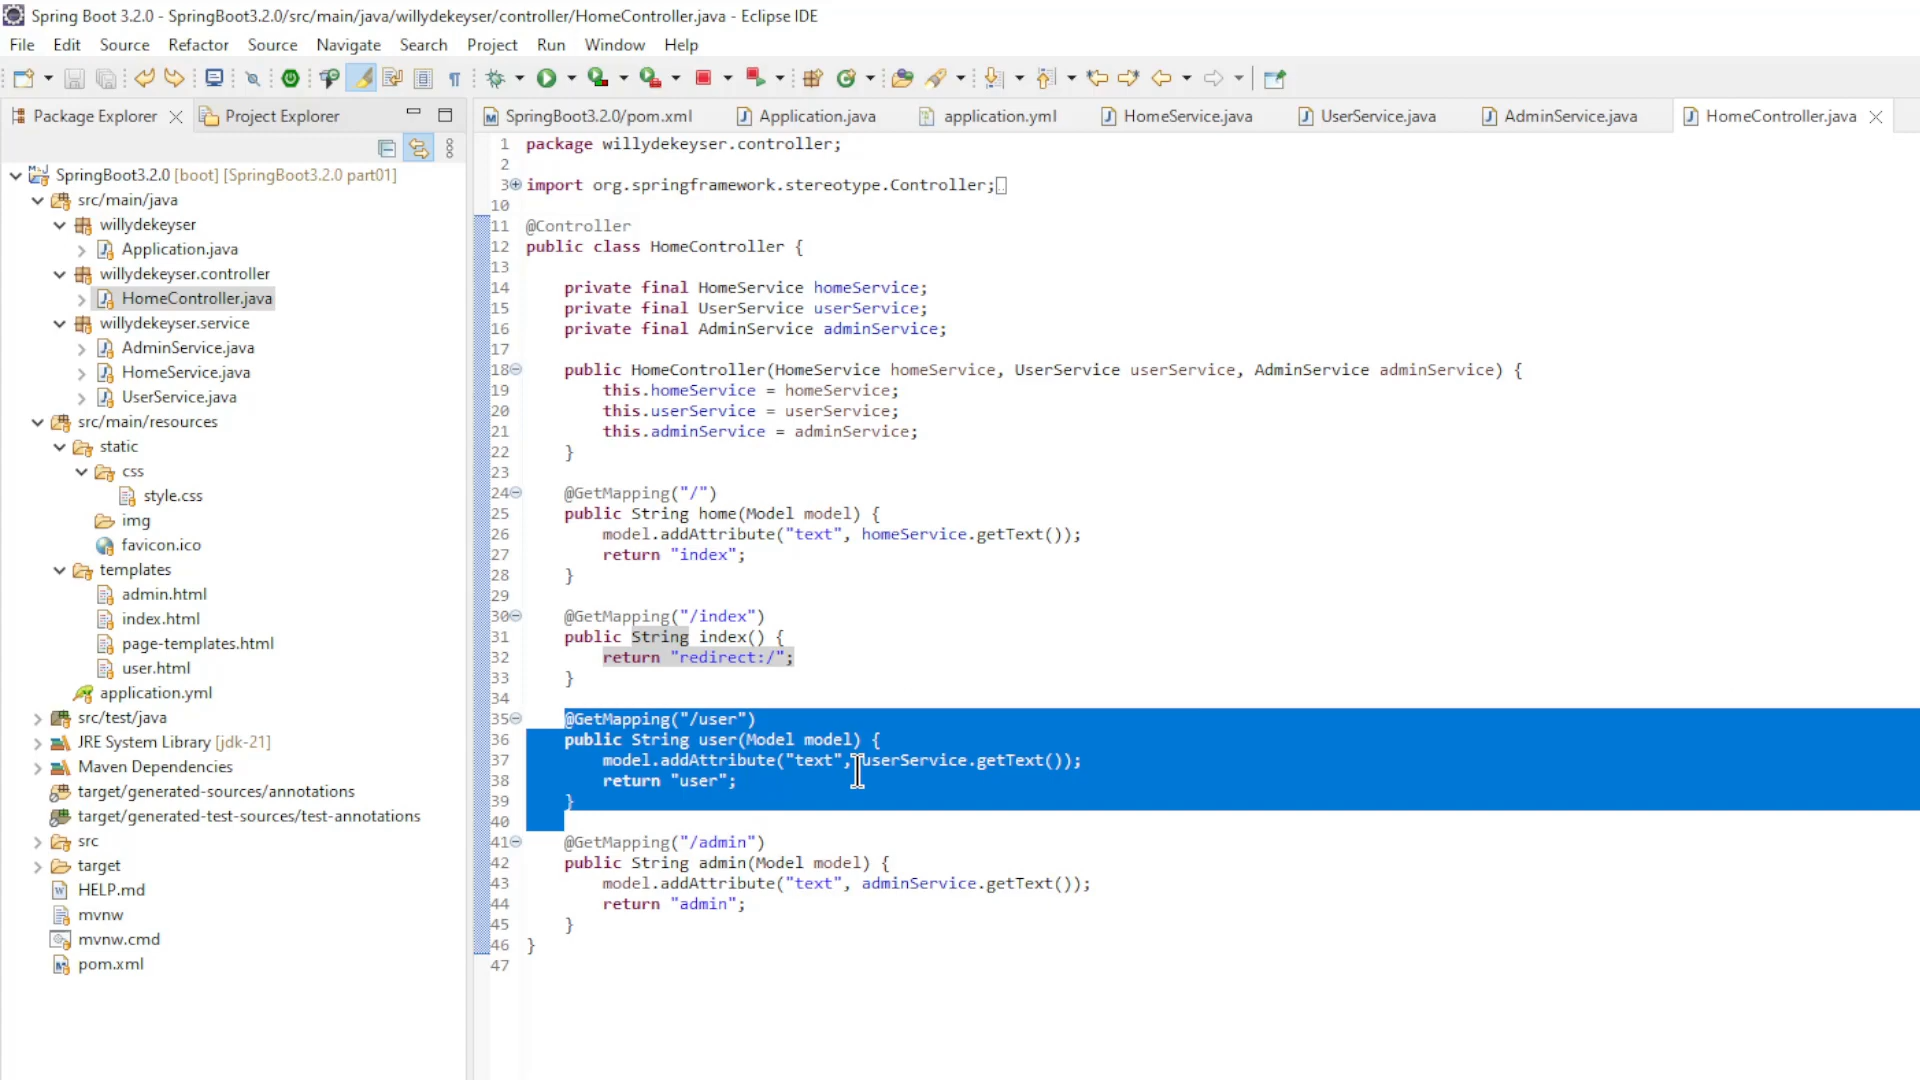 Spring Boot 3.2.0 - SpringBoot3.2.0/src/main/java/willydekeyser/controller/HomeController.java - Eclipse IDE
File Edit Source Refactor Source Navigate Search Project Run Window Help
Package Explorer Project Explorer
SpringBoot3.2.0/pom.xml Application.java application.yml HomeService.java UserService.java AdminService.java HomeController.java
SpringBoot3.2.0 [boot] [SpringBoot3.2.0 part01]
src/main/java
willydekeyser
Application.java
willydekeyser.controller
HomeController.java
willydekeyser.service
AdminService.java
HomeService.java
UserService.java
src/main/resources
static
css
style.css
img
favicon.ico
templates
admin.html
index.html
page-templates.html
user.html
application.yml
src/test/java
JRE System Library [jdk-21]
Maven Dependencies
target/generated-sources/annotations
target/generated-test-sources/test-annotations
src
target
HELP.md
mvnw
mvnw.cmd
pom.xml
1 package willydekeyser.controller;
2
3 import org.springframework.stereotype.Controller;
10
11 @Controller
12 public class HomeController {
13
14 private final HomeService homeService;
15 private final UserService userService;
16 private final AdminService adminService;
17
18 public HomeController(HomeService homeService, UserService userService, AdminService adminService) {
19 this.homeService = homeService;
20 this.userService = userService;
21 this.adminService = adminService;
22 }
23
24 @GetMapping("/")
25 public String home(Model model) {
26 model.addAttribute("text", homeService.getText());
27 return "index";
28 }
29
30 @GetMapping("/index")
31 public String index() {
32 return "redirect:/";
33 }
34
35 @GetMapping("/user")
36 public String user(Model model) {
37 model.addAttribute("text", userService.getText());
38 return "user";
39 }
40
41 @GetMapping("/admin")
42 public String admin(Model model) {
43 model.addAttribute("text", adminService.getText());
44 return "admin";
45 }
46 }
47